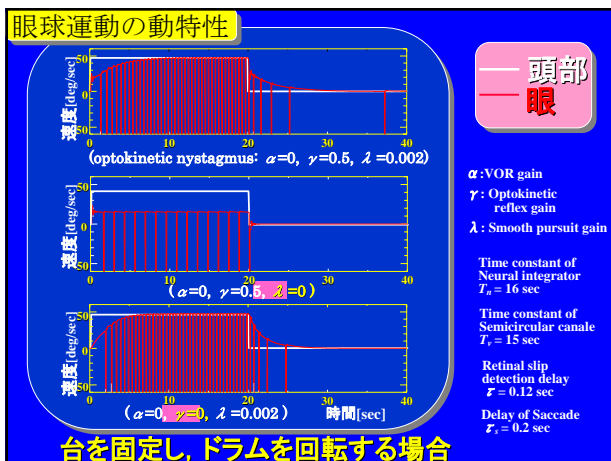 眼球運動の動特性
速度[deg/sec]
50
0
50
0
10
20
30
40
(optokinetic nystagmus: α=0, γ=0.5, λ=0.002)
速度[deg/sec]
50
0
50
0
10
20
30
40
(α=0, γ=0.5, λ=0)
速度[deg/sec]
50
0
50
0
10
20
30
40
(α=0, γ=0, λ=0.002)
時間[sec]
台を固定し, ドラムを回転する場合
頭部
眼
α:VOR gain
γ: Optokinetic
reflex gain
λ: Smooth pursuit gain
Time constant of
Neural integrator
Tn = 16 sec
Time constant of
Semicircular canale
Tv = 15 sec
Retinal slip
detection delay
τ = 0.12 sec
Delay of Saccade
τs = 0.2 sec